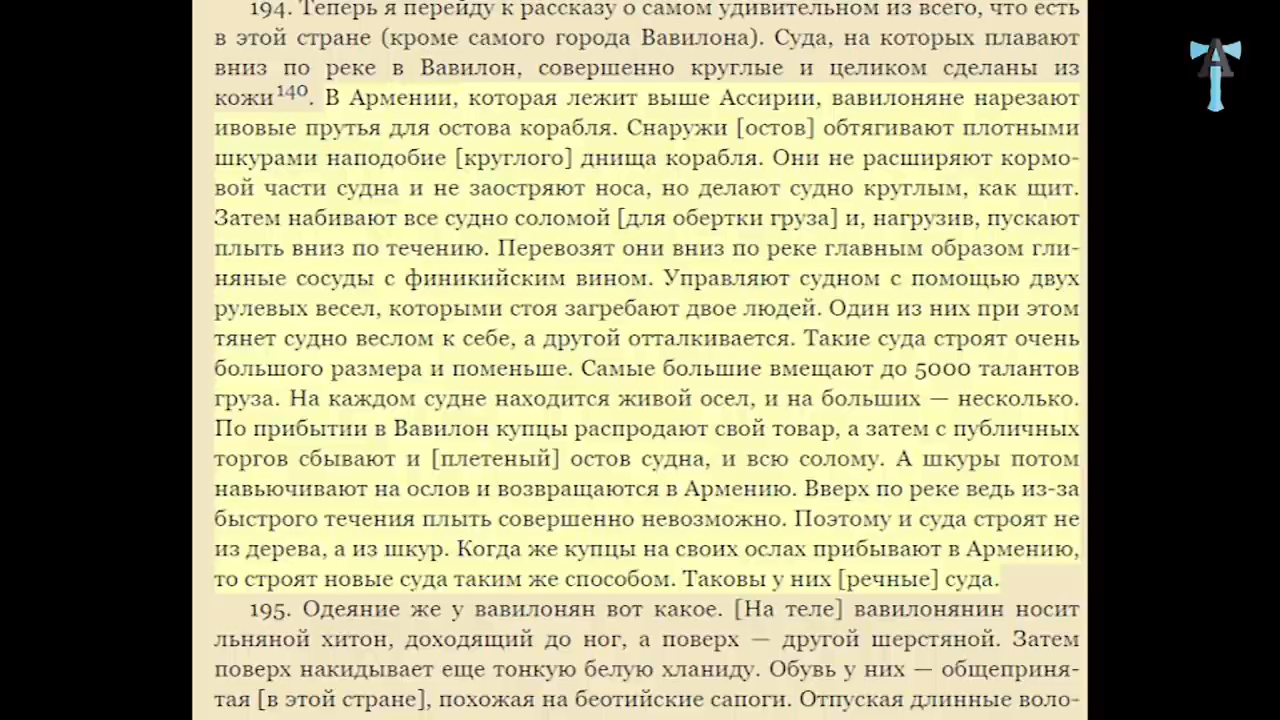 194. Теперь я перейду к рассказу о самом удивительном из всего, что есть
в этой стране (кроме самого города Вавилона). Суда, на которых плавают
вниз по реке в Вавилон, совершенно круглые и целиком сделаны из
кожи140. В Армении, которая лежит выше Ассирии, вавилоняне нарезают
ивовые прутья для остова корабля. Снаружи [остов] обтягивают плотными
шкурами наподобие [круглого] днища корабля. Они не расширяют кормо-
вой части судна и не заостряют носа, но делают судно круглым, как щит.
Затем набивают все судно соломой [для обертки груза] и, нагрузив, пускают
плыть вниз по течению. Перевозят они вниз по реке главным образом гли-
няные сосуды с финикийским вином. Управляют судном с помощью двух
рулевых весел, которыми стоя загребают двое людей. Один из них при этом
тянет судно веслом к себе, а другой отталкивается. Такие суда строят очень
большого размера и поменьше. Самые большие вмещают до 5000 талантов
груза. На каждом судне находится живой осел, и на больших — несколько.
По прибытии в Вавилон купцы распродают свой товар, а затем с публичных
торгов сбывают и [плетеный] остов судна, и всю солому. А шкуры потом
навьючивают на ослов и возвращаются в Армению. Вверх по реке ведь из-за
быстрого течения плыть совершенно невозможно. Поэтому и суда строят не
из дерева, а из шкур. Когда же купцы на своих ослах прибывают в Армению,
то строят новые суда таким же способом. Таковы у них [речные] суда.
195. Одеяние же у вавилонян вот какое. [На теле] вавилонянин носит
льняной хитон, доходящий до ног, а поверх — другой шерстяной. Затем
поверх накидывает еще тонкую белую хланиду. Обувь у них — общеприня-
тая [в этой стране], похожая на беотийские сапоги. Отпуская длинные воло-